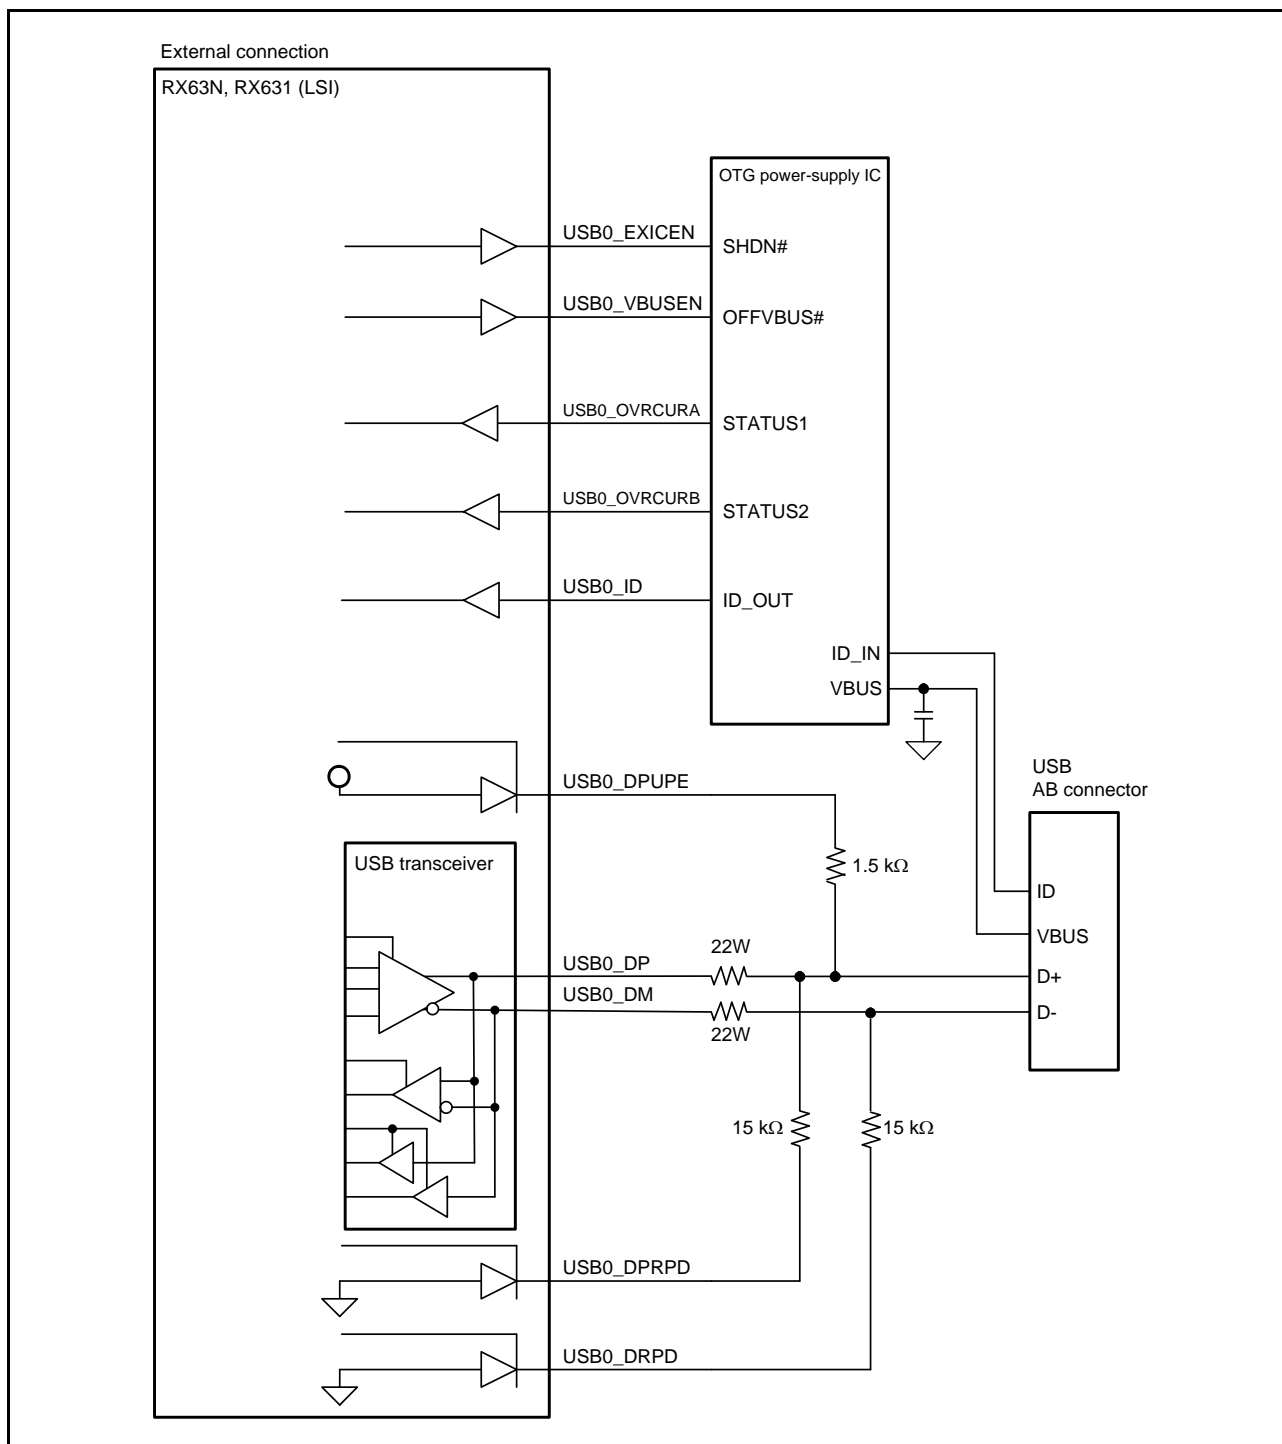 External connection
RX63N, RX631 (LSI)
OTG power-supply IC
USB0_EXICEN
SHDN#
USB0_VBUSEN
OFFVBUS#
USB0_OVRCURA
STATUS1
USB0_OVRCURB
STATUS2
USB0_ID
ID_OUT
ID_IN
VBUS
USB
AB connector
USB0_DPUPE
USB transceiver
1.5 kΩ
ID
VBUS
22W
USB0_DP
D+
USB0_DM
D-
22W
15 kΩ
15 kΩ
USB0_DPRPD
USB0_DRPD